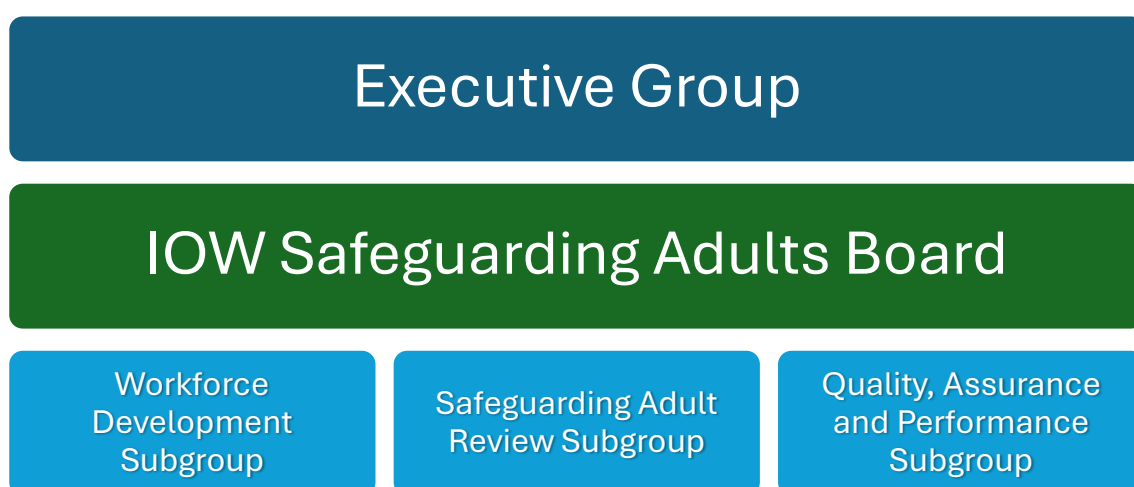 Executive Group
IOW Safeguarding Adults Board
Workforce
Development
Subgroup
Safeguarding Adult
Review Subgroup
Quality, Assurance
and Performance
Subgroup